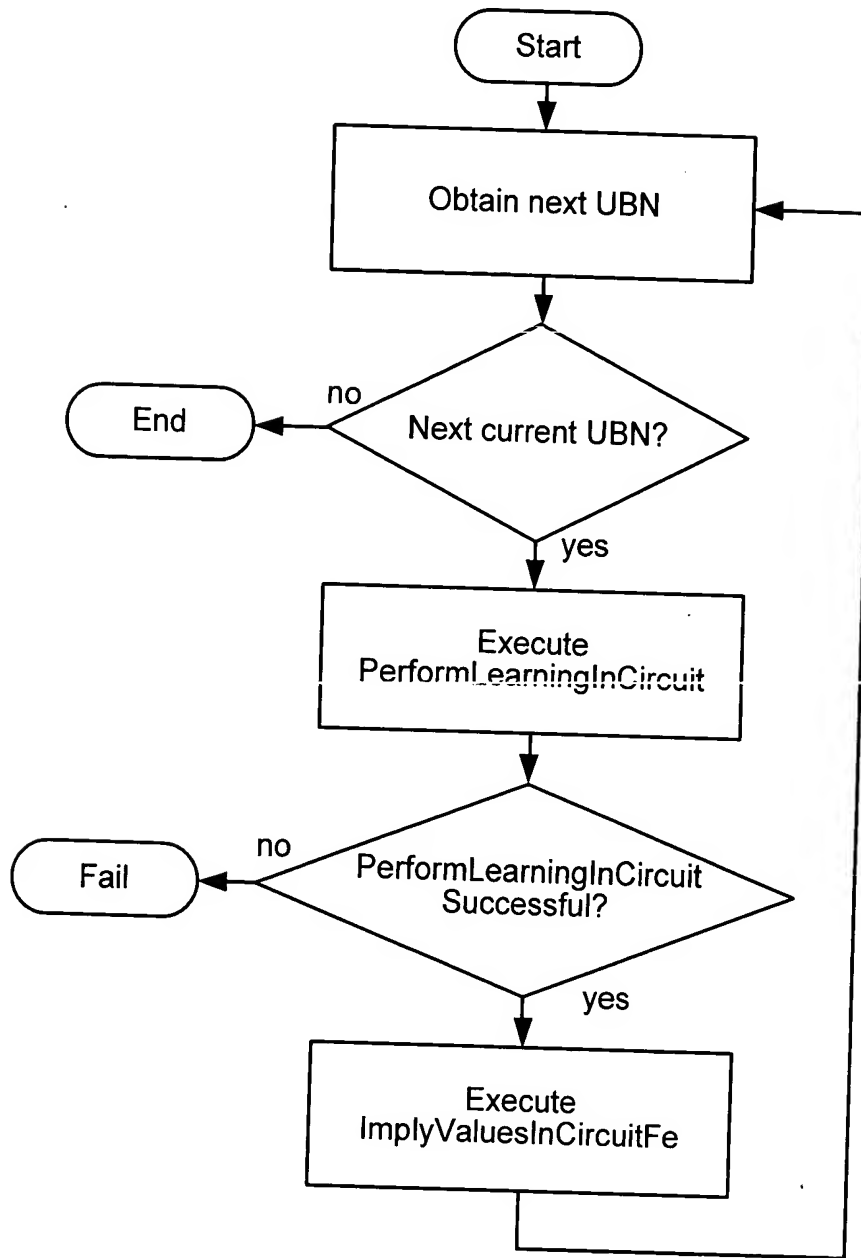 Start
Obtain next UBN
no
End
Next current UBN?
yes
Execute
PerformLearningInCircuit
no
Fail
PerformLearningInCircuit
Successful?
yes
Execute
ImplyValuesInCircuitFe